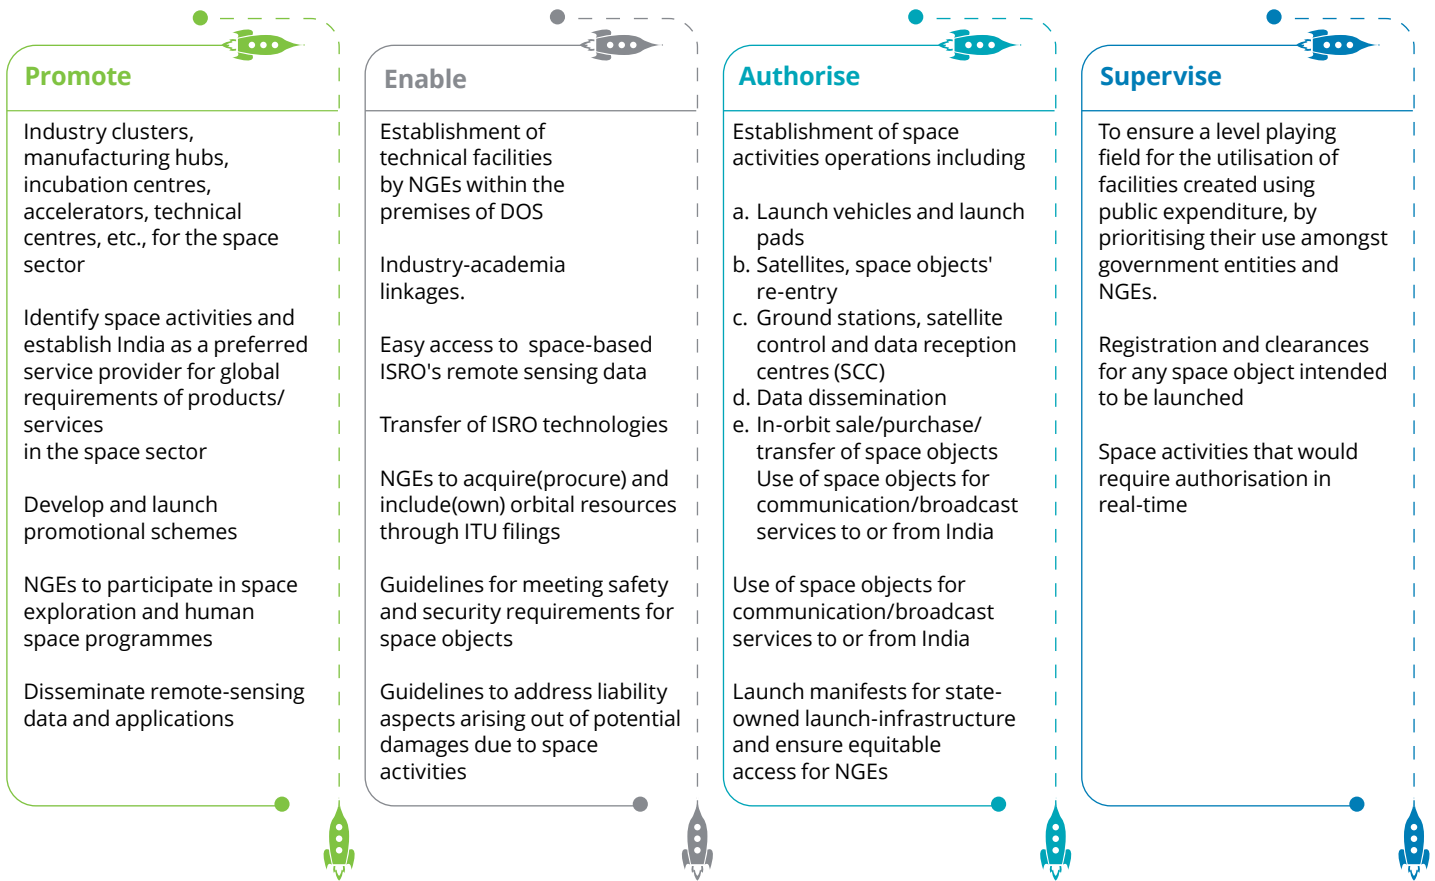 Promote
Industry clusters,
manufacturing hubs,
incubation centres,
accelerators, technical
centres, etc., for the space
sector
Identify space activities and
establish India as a preferred
service provider for global
requirements of products/
services
in the space sector
Develop and launch
promotional schemes
NGEs to participate in space
exploration and human
space programmes
Disseminate remote-sensing
data and applications
Enable
Establishment of
technical facilities
by NGEs within the
premises of DOS
Industry-academia
linkages.
Easy access to  space-based
ISRO's remote sensing data
Transfer of ISRO technologies
NGEs to acquire(procure) and
include(own) orbital resources
through ITU filings
Guidelines for meeting safety
and security requirements for
space objects
Guidelines to address liability
aspects arising out of potential
damages due to space
activities
Authorise
Establishment of space
activities operations including
a. Launch vehicles and launch
pads
b. Satellites, space objects'
re-entry
c. Ground stations, satellite
control and data reception
centres (SCC)
d. Data dissemination
e. In-orbit sale/purchase/
transfer of space objects
Use of space objects for
communication/broadcast
services to or from India
Use of space objects for
communication/broadcast
services to or from India
Launch manifests for state-
owned launch-infrastructure
and ensure equitable
access for NGEs
Supervise
To ensure a level playing
field for the utilisation of
facilities created using
public expenditure, by
prioritising their use amongst
government entities and
NGEs.
Registration and clearances
for any space object intended
to be launched
Space activities that would
require authorisation in
real-time